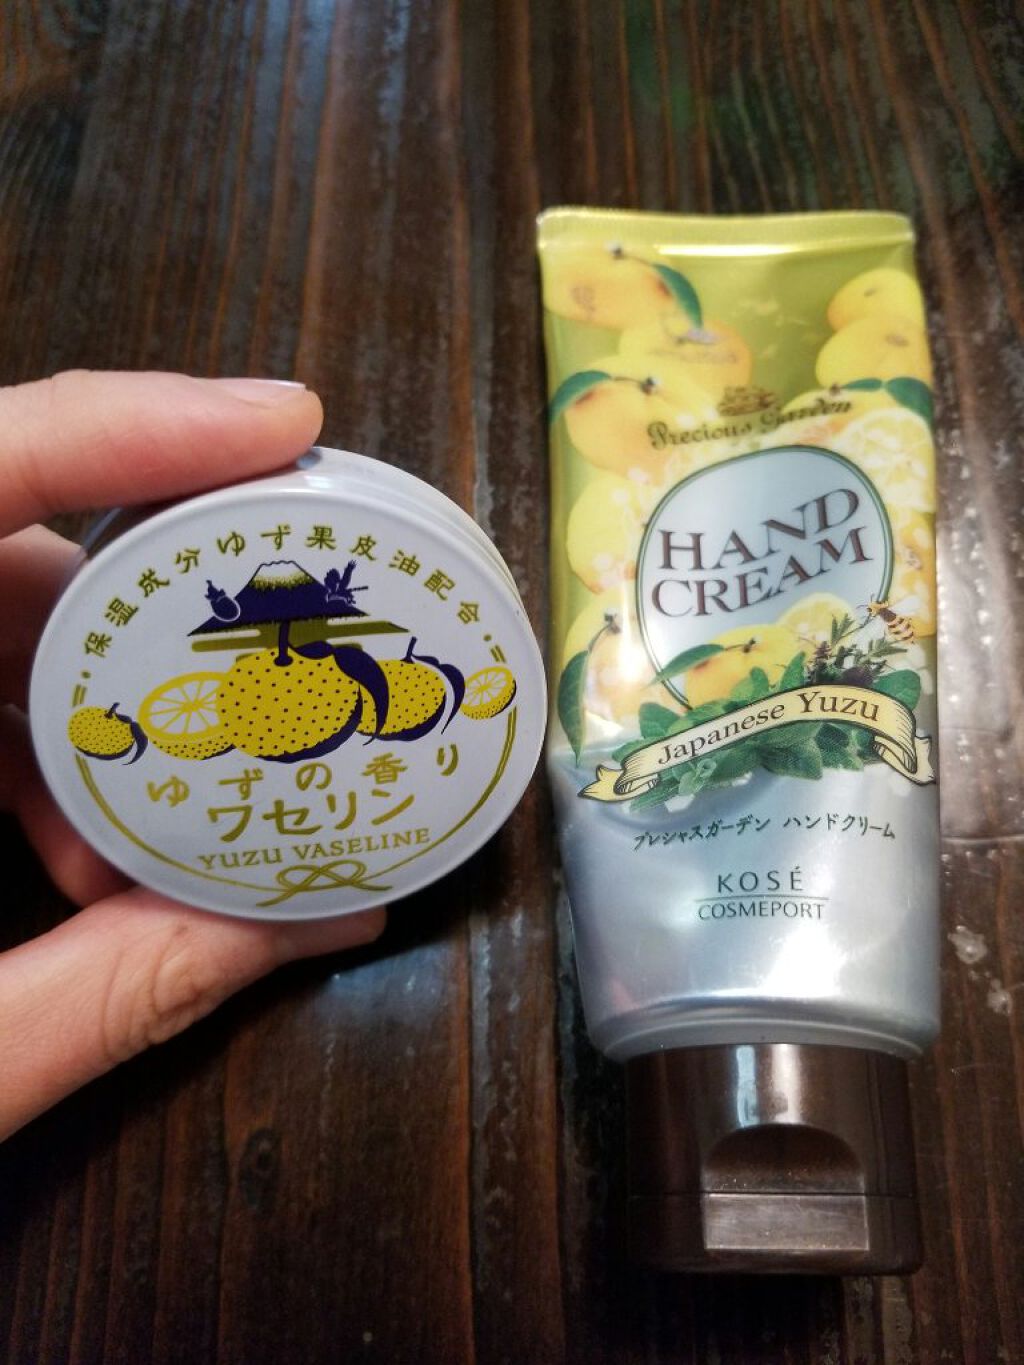 ・保湿成分ゆず果皮油配合・
ゆずの香り
ワセリン
YUZU VASELINE
Precious Garden
HAND
CREAM
Japanese Yuzu
プレシャスガーデン ハンドクリーム
KOSÉ
COSMEPORT